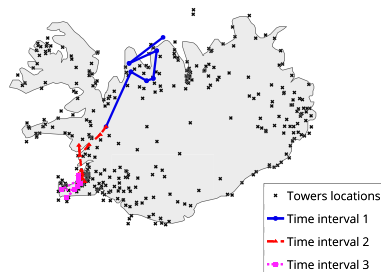 Towers locations
Time interval 1
Time interval 2
Time interval 3